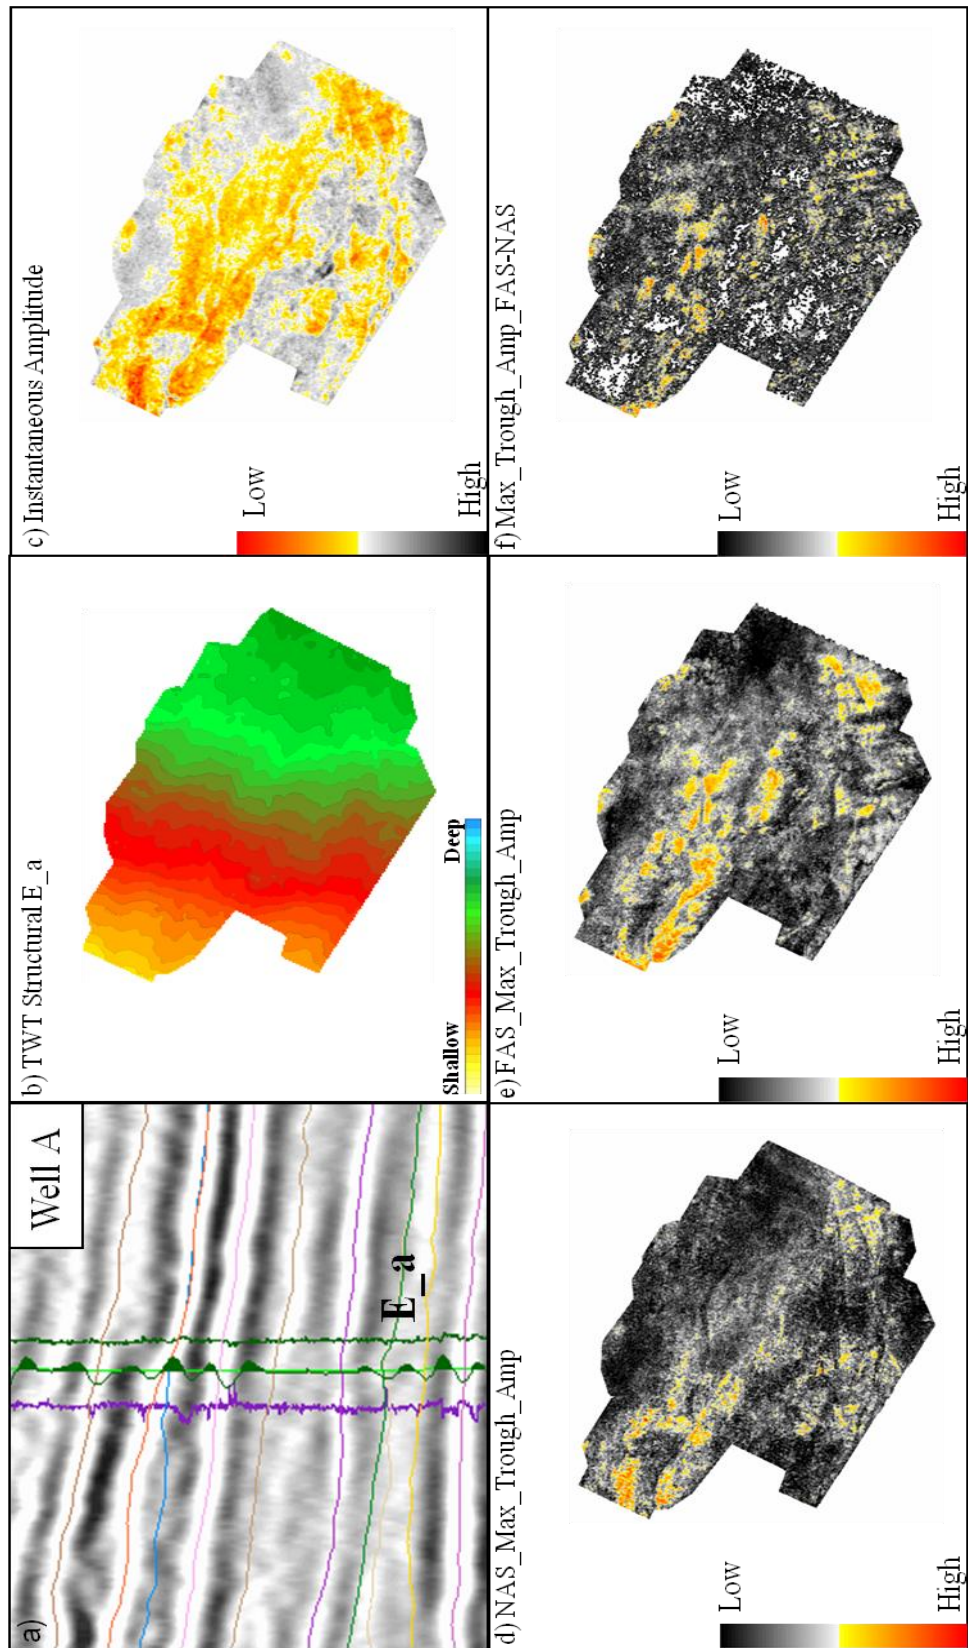 a)
Well A
E_a
b) TWT Structural E_a
Shallow
Deep
c) Instantaneous Amplitude
Low
High
d) NAS_Max_Trough_Amp
Low
High
e) FAS_Max_Trough_Amp
Low
High
f) Max_Trough_Amp_FAS-NAS
Low
High